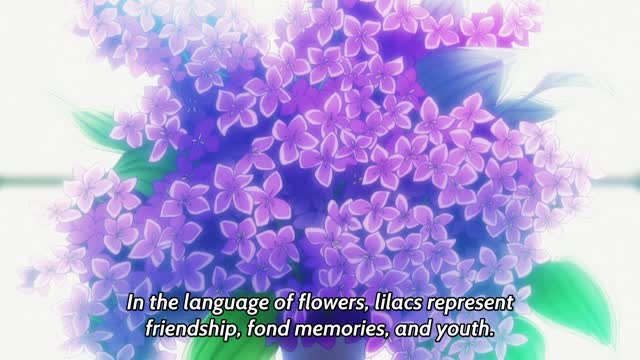 In the language of flowers, lilacs represent
friendship, fond memories, and youth.